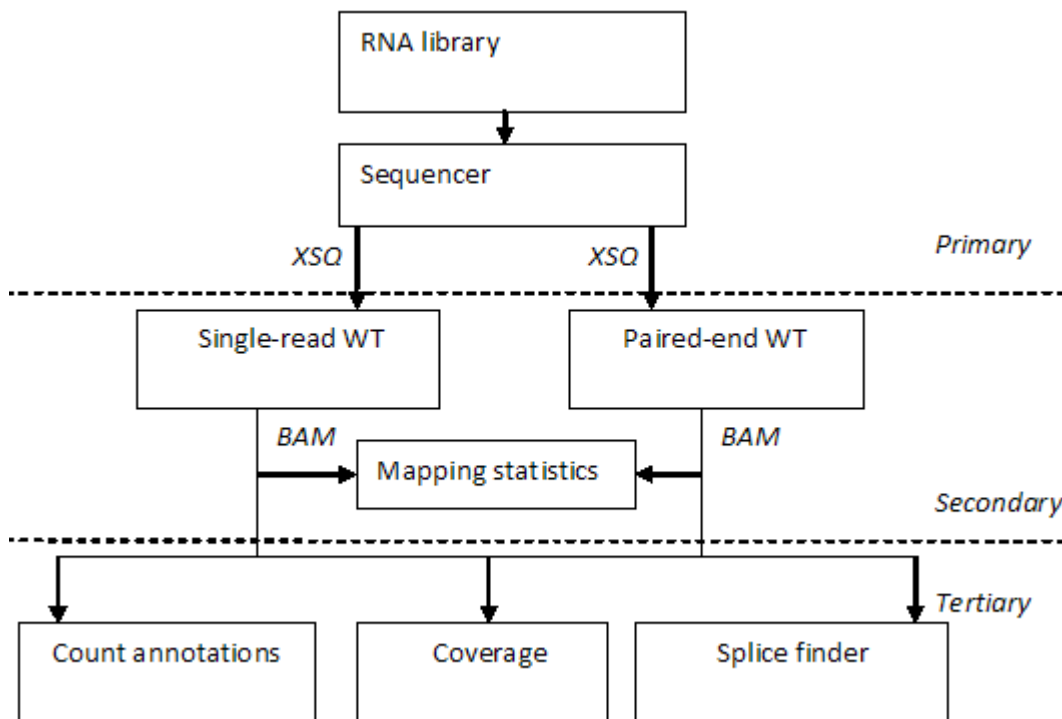 RNA library
Sequencer
XSQ
XSQ
Primary
Single-read WT
Paired-end WT
BAM
BAM
Mapping statistics
Secondary
Tertiary
Count annotations
Coverage
Splice finder